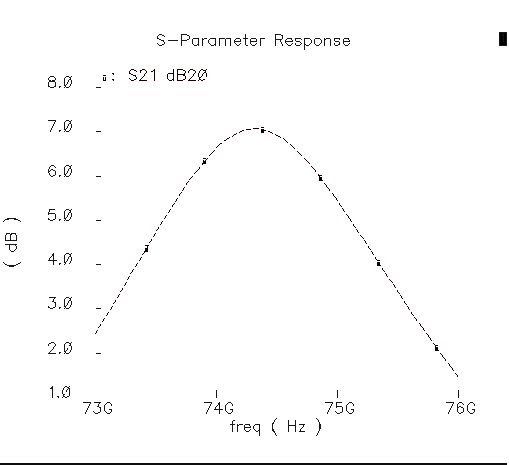 S-Parameter Response
8.0 : S21 dB20
7.0
6.0
5.0
( dB )
4.0
3.0
2.0
1.0
73G 74G 75G 76G
freq ( Hz )